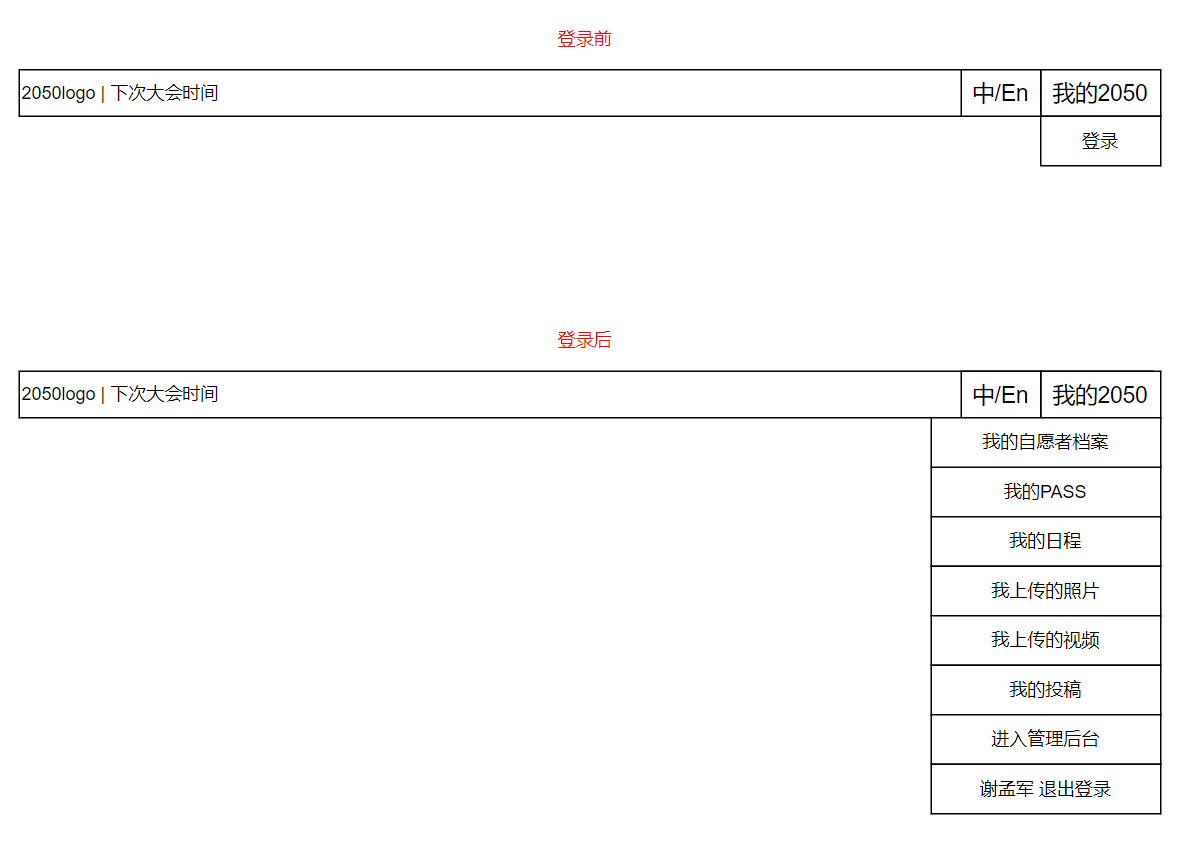 登录前
2050logo | 下次大会时间 中/En 我的2050
登录
登录后
2050logo | 下次大会时间 中/En 我的2050
我的自愿者档案
我的PASS
我的日程
我上传的照片
我上传的视频
我的投稿
进入管理后台
谢孟军 退出登录